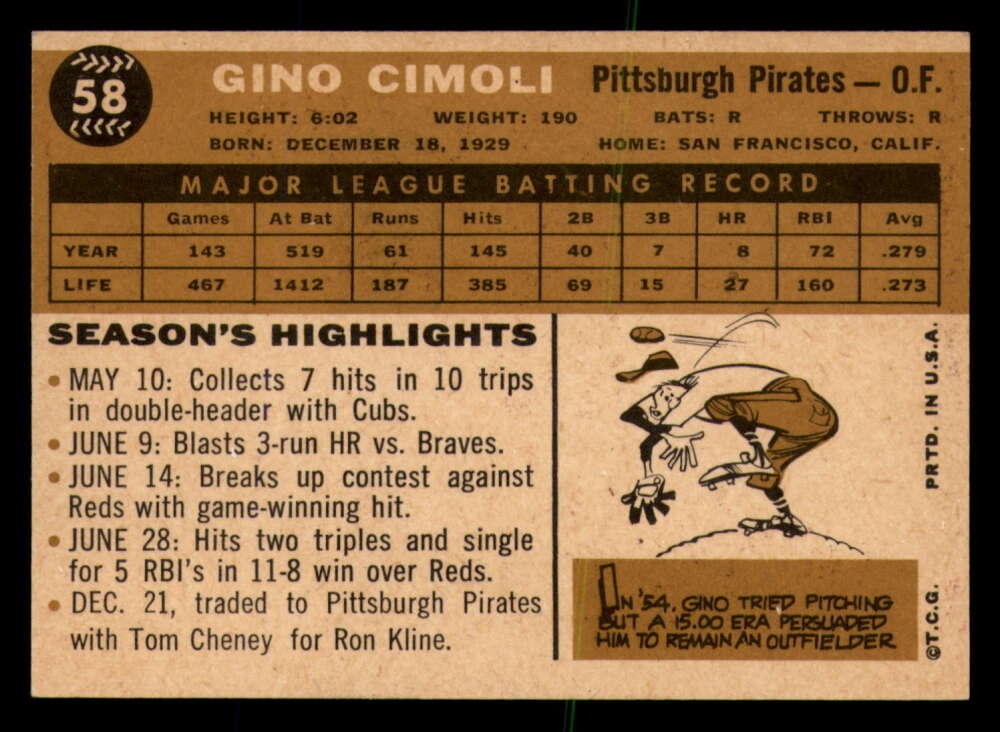 58
GINO CIMOLI Pittsburgh Pirates — O.F.
HEIGHT: 6:02 WEIGHT: 190 BATS: R THROWS: R
BORN: DECEMBER 18, 1929 HOME: SAN FRANCISCO, CALIF.
MAJOR LEAGUE BATTING RECORD
Games At Bat Runs Hits 2B 3B HR RBI Avg
YEAR 143 519 61 145 40 7 8 72 .279
LIFE 467 1412 187 385 69 15 27 160 .273
SEASON'S HIGHLIGHTS
• MAY 10: Collects 7 hits in 10 trips
in double-header with Cubs.
• JUNE 9: Blasts 3-run HR vs. Braves.
• JUNE 14: Breaks up contest against
Reds with game-winning hit.
• JUNE 28: Hits two triples and single
for 5 RBI's in 11-8 win over Reds.
• DEC. 21, traded to Pittsburgh Pirates
with Tom Cheney for Ron Kline.
IN '54, GINO TRIED PITCHING
BUT A 15.00 ERA PERSUADED
HIM TO REMAIN AN OUTFIELDER
©T.C.G. PRTD. IN U.S.A.